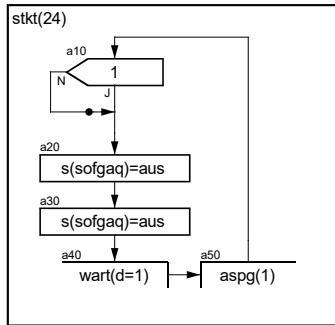 stkt(24)
a10
1
N
J
a20
s(sofgaq)=aus
a30
s(sofgaq)=aus
a40
wart(d=1)
a50
aspg(1)